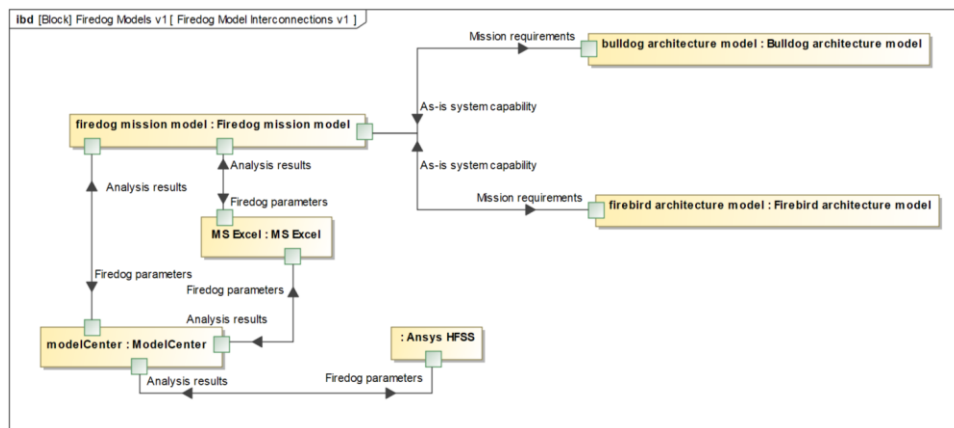 ibd [Block] Firedog Models v1 [ Firedog Model Interconnections v1 ]
Mission requirements
bulldog architecture model : Bulldog architecture model
As-is system capability
firedog mission model : Firedog mission model
Analysis results
As-is system capability
Analysis results
Mission requirements
firebird architecture model : Firebird architecture model
Firedog parameters
MS Excel : MS Excel
Firedog parameters
Firedog parameters
Analysis results
modelCenter : ModelCenter
: Ansys HFSS
Analysis results
Firedog parameters